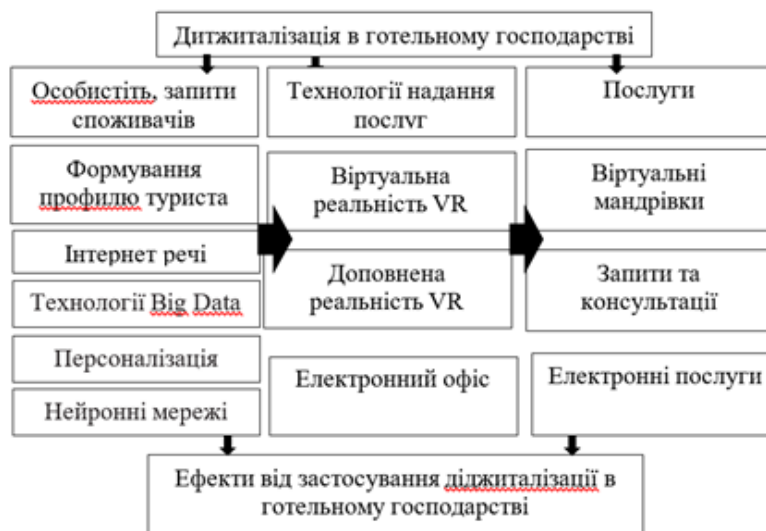 Дитжиталізація в готельному господарстві
Особистіть, запити
споживачів
Технології надання
послуг
Послуги
Формування
профилю туриста
Віртуальна
реальність VR
Віртуальні
мандрівки
Інтернет речі
Технології Big Data
Доповнена
реальність VR
Запити та
консультації
Персоналізація
Нейронні мережі
Електронний офіс
Електронні послуги
Ефекти від застосування діджиталізації в
готельному господарстві